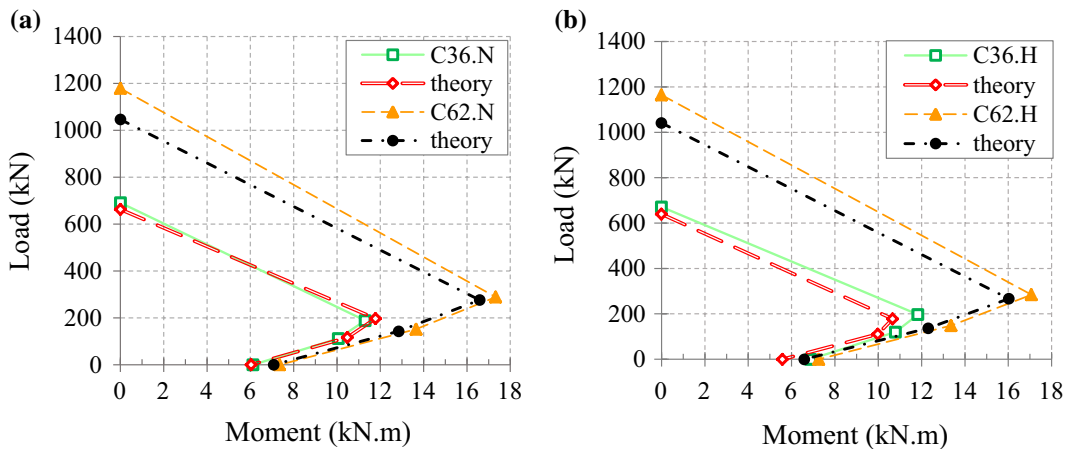 (a)
1400
1200
1000
800
600
400
200
0
Load (kN)
0 2 4 6 8 10 12 14 16 18
Moment (kN.m)
C36.N
theory
C62.N
theory
(b)
1400
1200
1000
800
600
400
200
0
Load (kN)
0 2 4 6 8 10 12 14 16 18
Moment (kN.m)
C36.H
theory
C62.H
theory